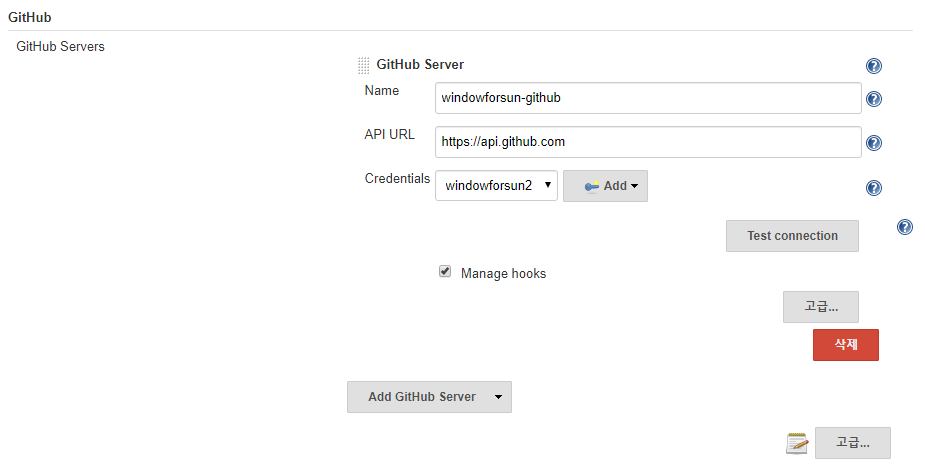 GitHub
GitHub Servers
GitHub Server
Name
windowforsun-github
API URL
https://api.github.com
Credentials
windowforsun2
Add
Test connection
Manage hooks
고급...
삭제
Add GitHub Server
고급...